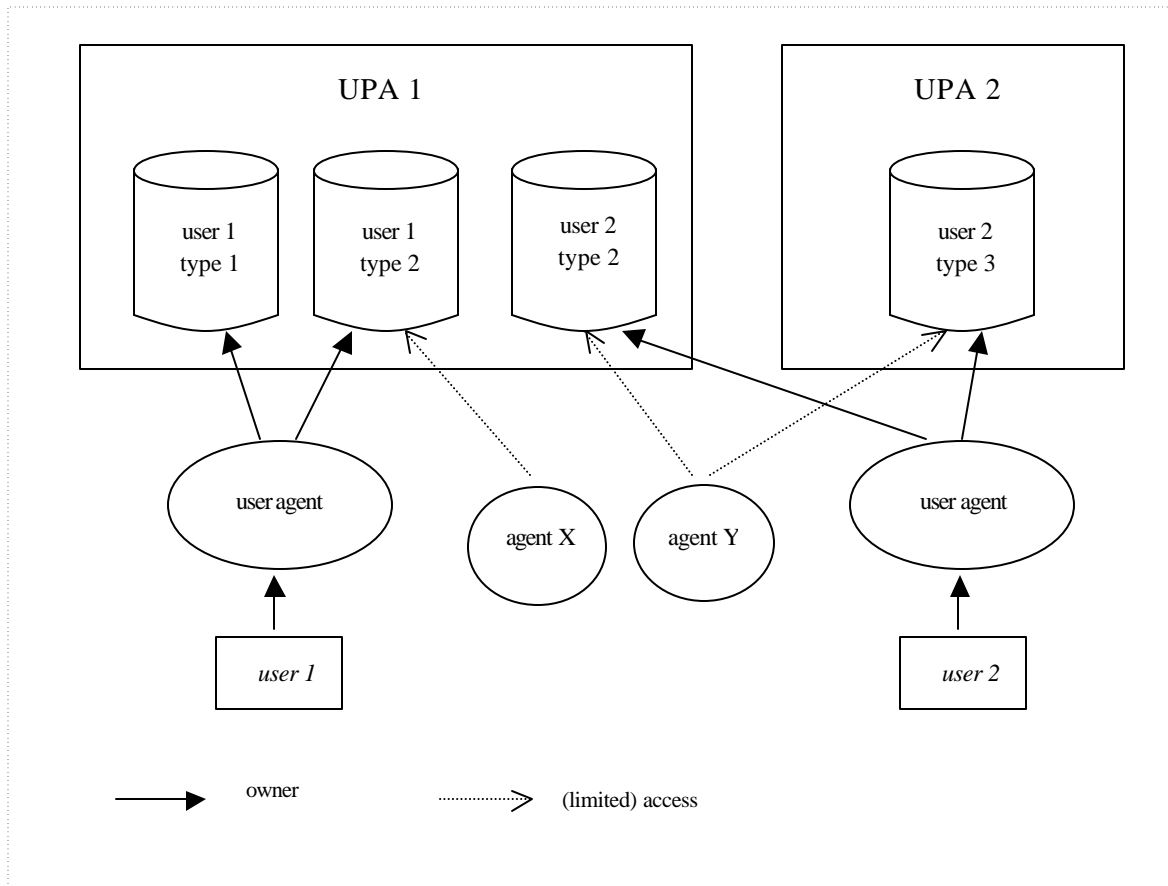 UPA 1
UPA 2
user 1
type 1
user 1
type 2
user 2
type 2
user 2
type 3
user agent
agent X
agent Y
user agent
user 1
user 2
owner
(limited) access